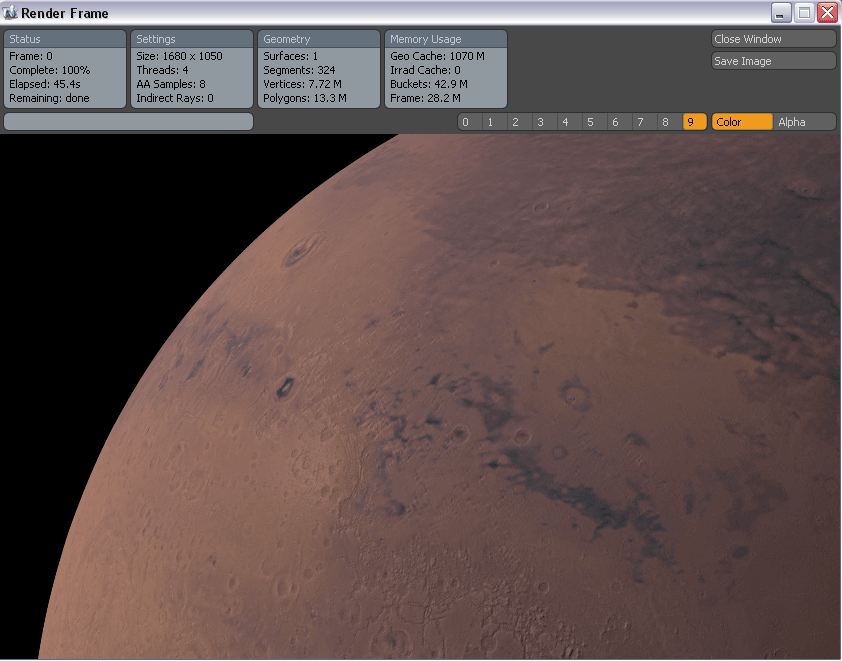 Render Frame
Status
Frame: 0
Complete: 100%
Elapsed: 45.4s
Remaining: done
Settings
Size: 1680 x 1050
Threads: 4
AA Samples: 8
Indirect Rays: 0
Geometry
Surfaces: 1
Segments: 324
Vertices: 7.72 M
Polygons: 13.3 M
Memory Usage
Geo Cache: 1070 M
Irrad Cache: 0
Buckets: 42.9 M
Frame: 28.2 M
Close Window
Save Image
0 1 2 3 4 5 6 7 8 9 Color Alpha